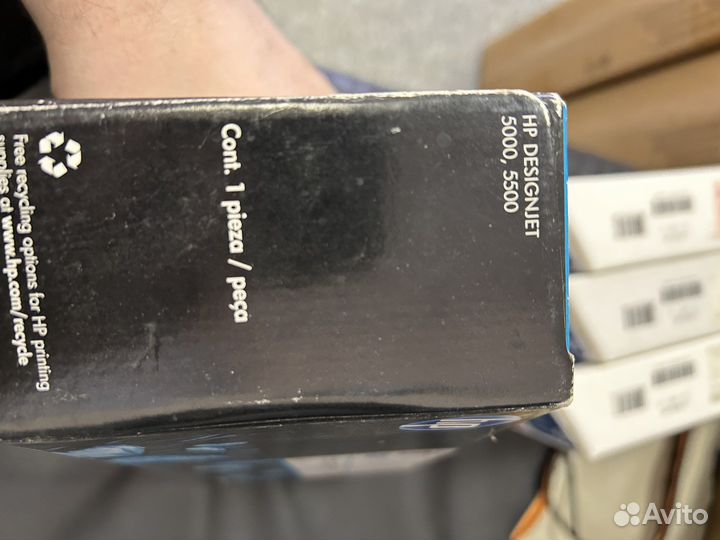 HP DESIGNJET
5000, 5500
Cont. 1 pieza / peça
Free recycling options for HP printing
supplies at www.hp.com/recycle
Avito